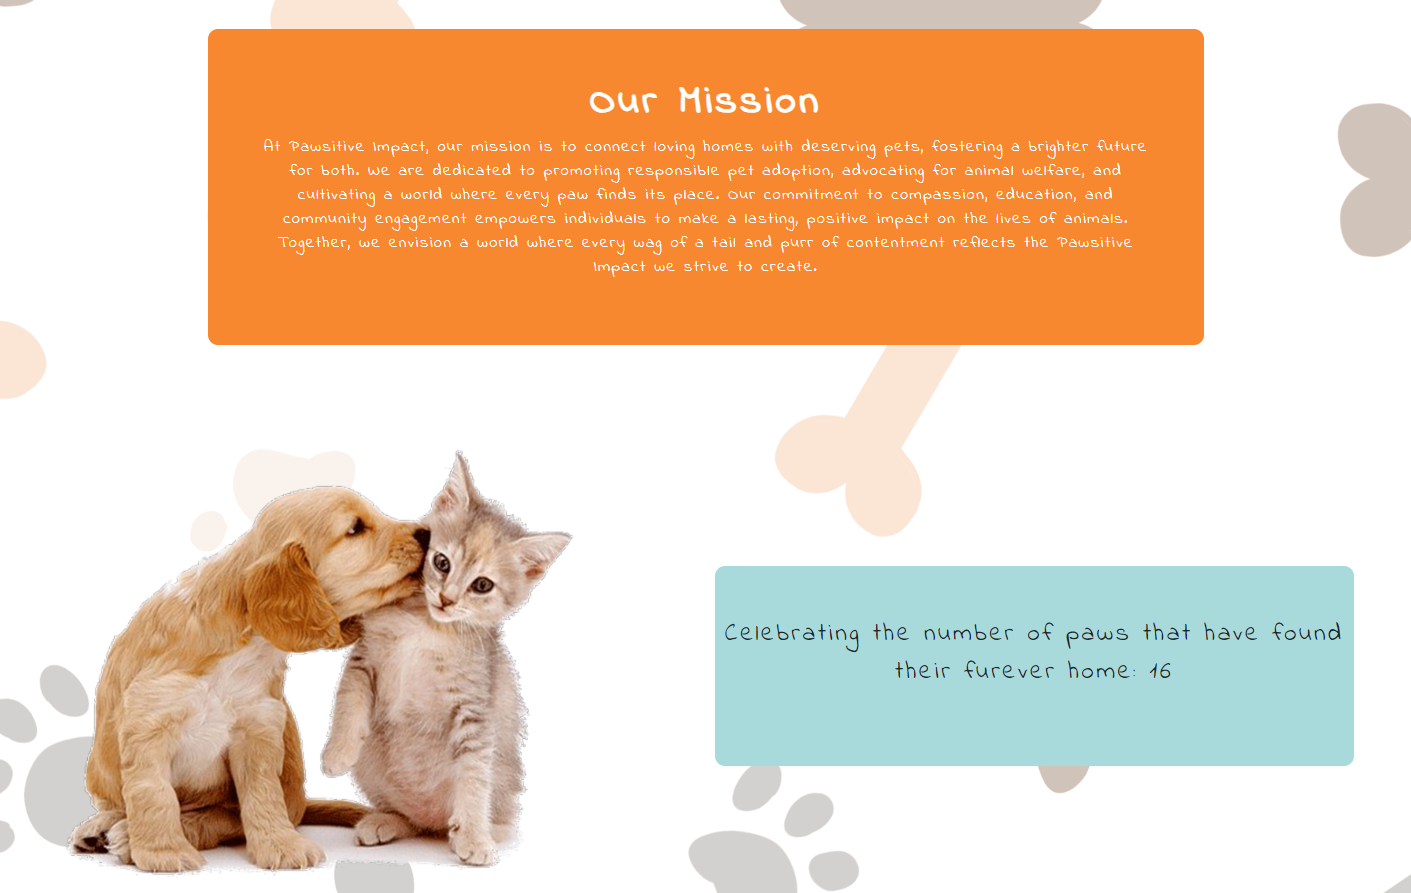 Our Mission
At Pawsitive Impact, our mission is to connect loving homes with deserving pets, fostering a brighter future
for both. We are dedicated to promoting responsible pet adoption, advocating for animal welfare, and
cultivating a world where every paw finds its place. Our commitment to compassion, education, and
community engagement empowers individuals to make a lasting, positive impact on the lives of animals.
Together, we envision a world where every wag of a tail and purr of contentment reflects the Pawsitive
Impact we strive to create.
Celebrating the number of paws that have found
their furever home: 16